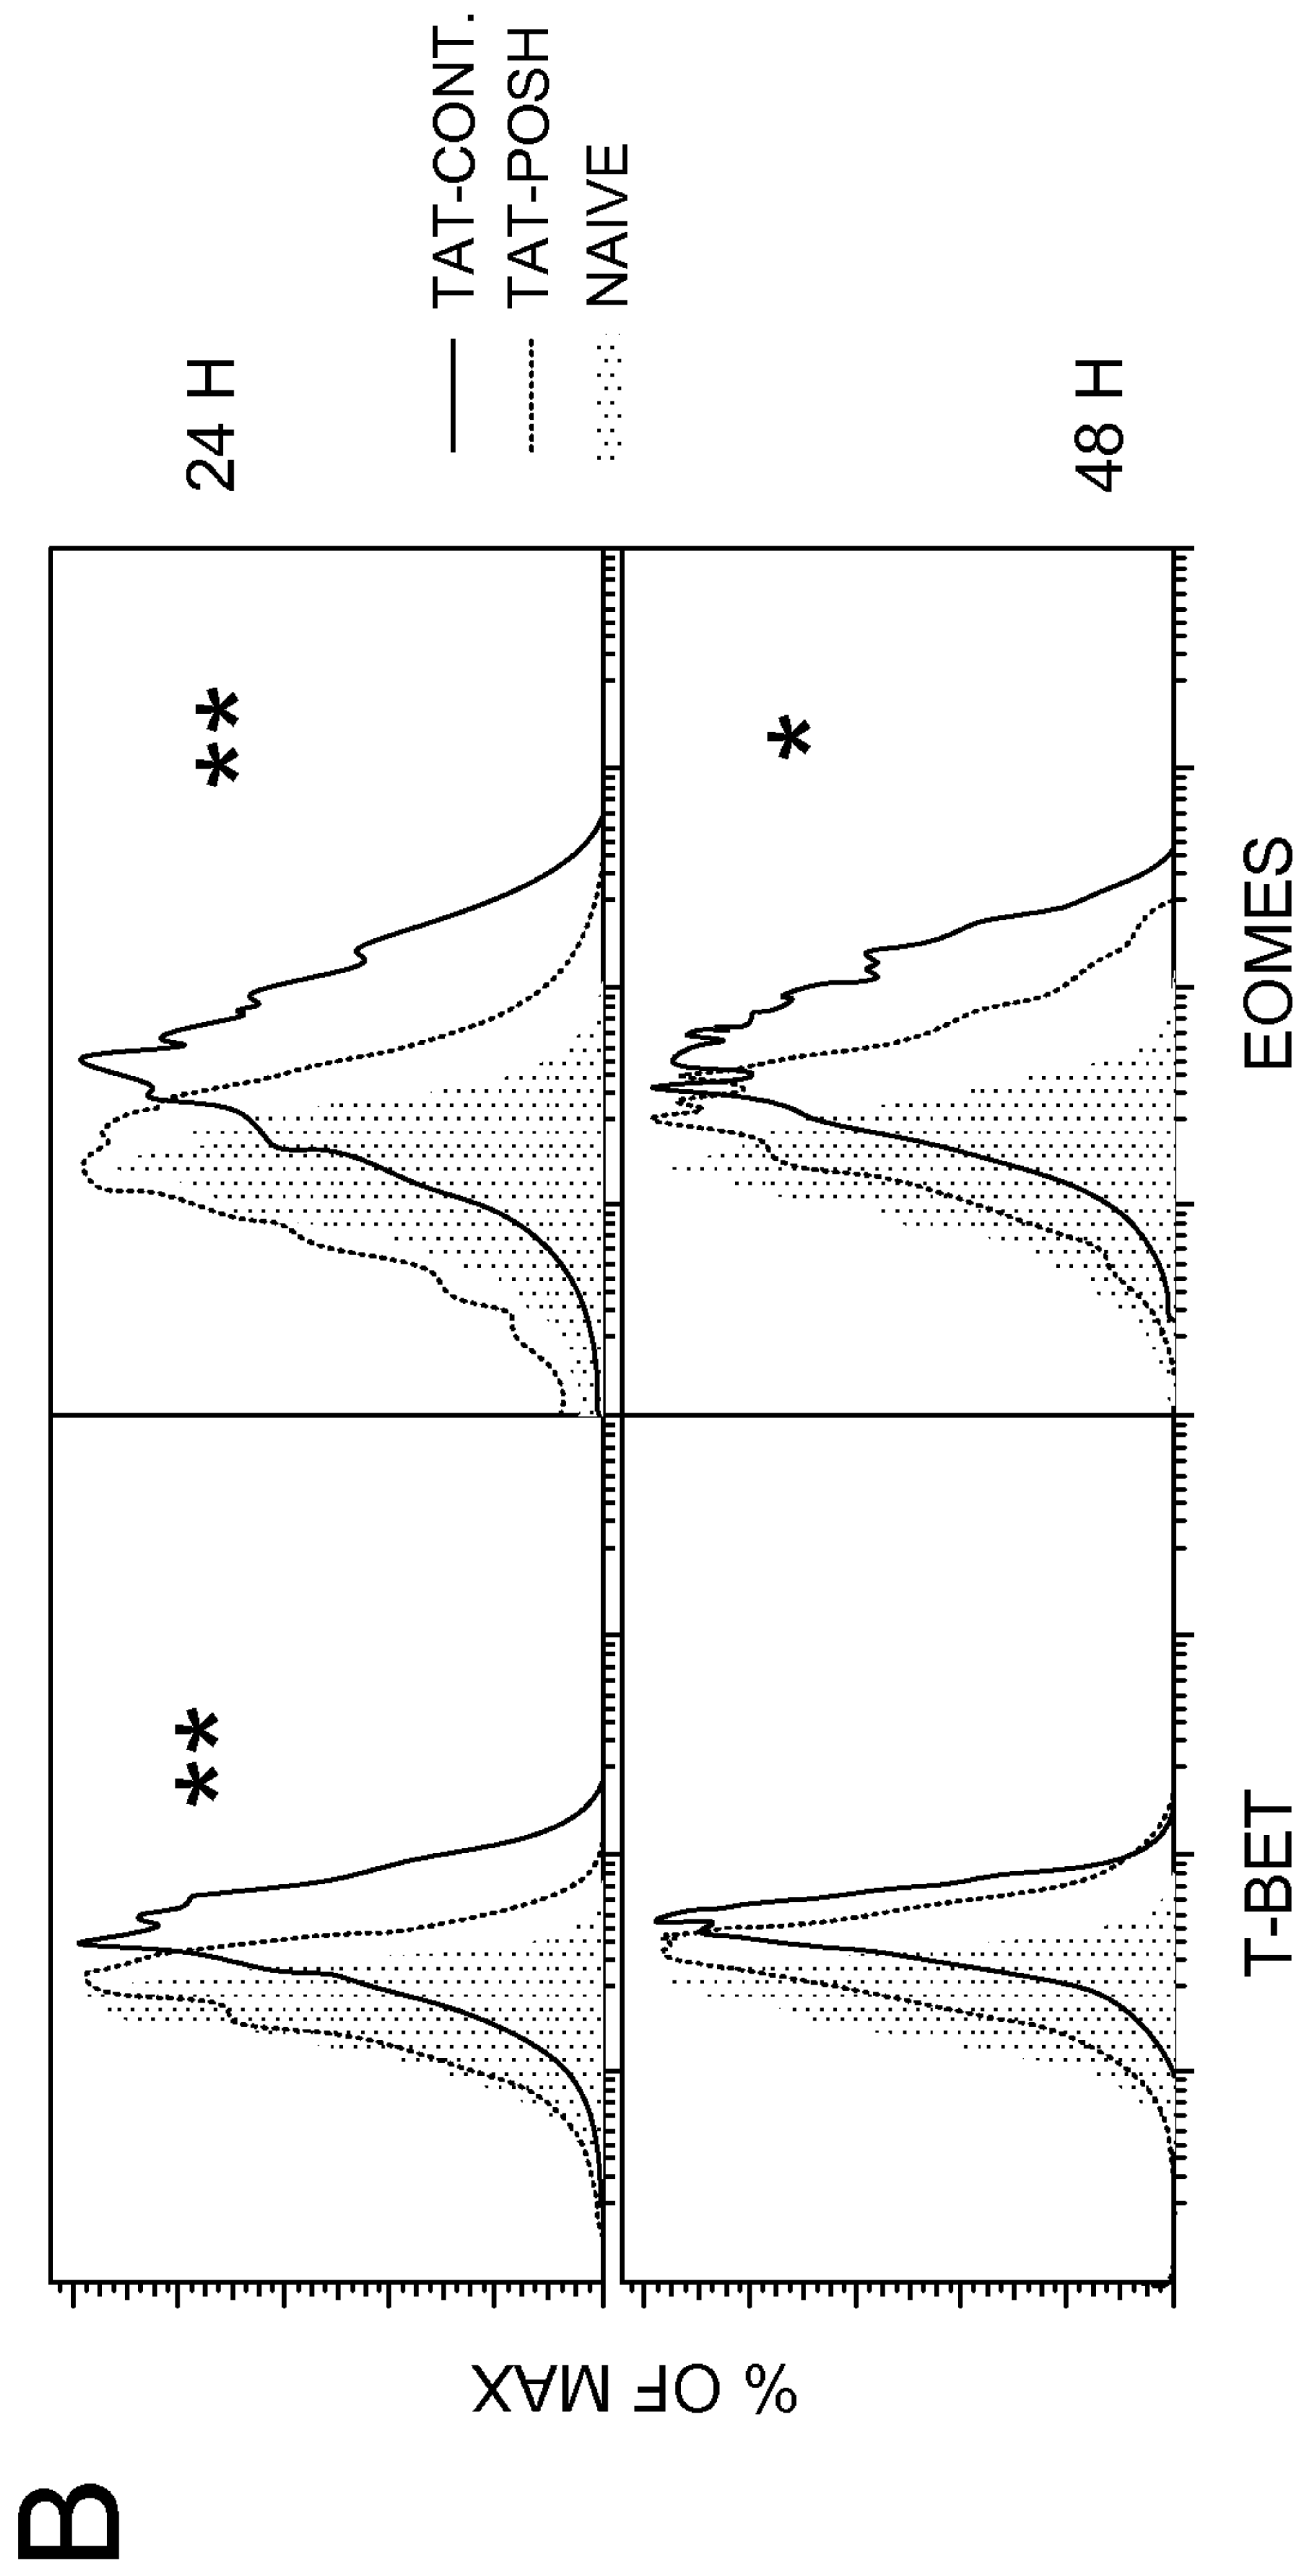 B
% OF MAX
**
**
24 H
TAT-CONT.
TAT-POSH
NAIVE
*
48 H
T-BET
EOMES